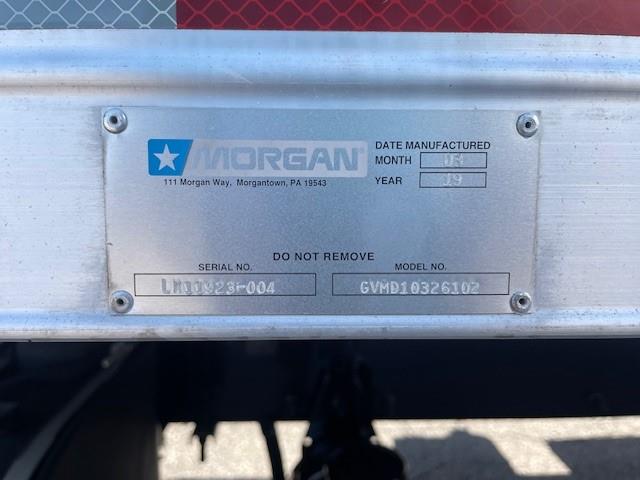 MORGAN
111 Morgan Way, Morgantown, PA 19543
DATE MANUFACTURED
MONTH
YEAR 19
DO NOT REMOVE
SERIAL NO.
MODEL NO.
GVMD10326102